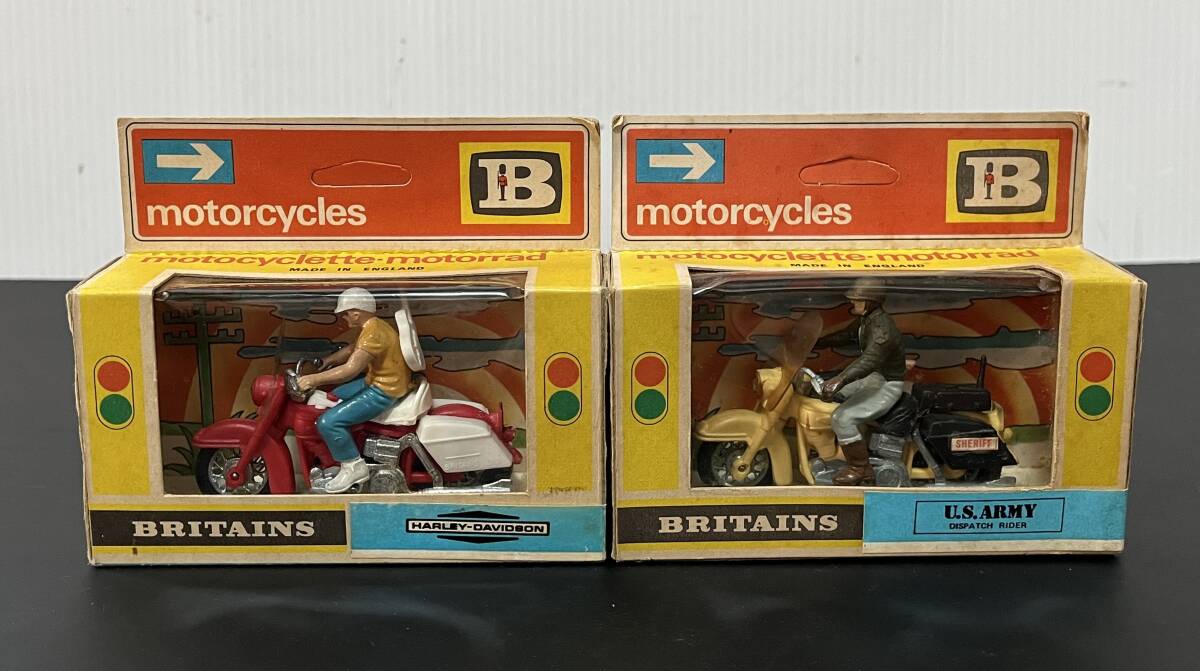 B
motorcycles
motocyclette·motorrad
MADE IN ENGLAND
BRITAINS
HARLEY-DAVIDSON
B
motorcycles
motocyclette·motorrad
MADE IN ENGLAND
SHERIFF
BRITAINS
U.S. ARMY
DISPATCH RIDER